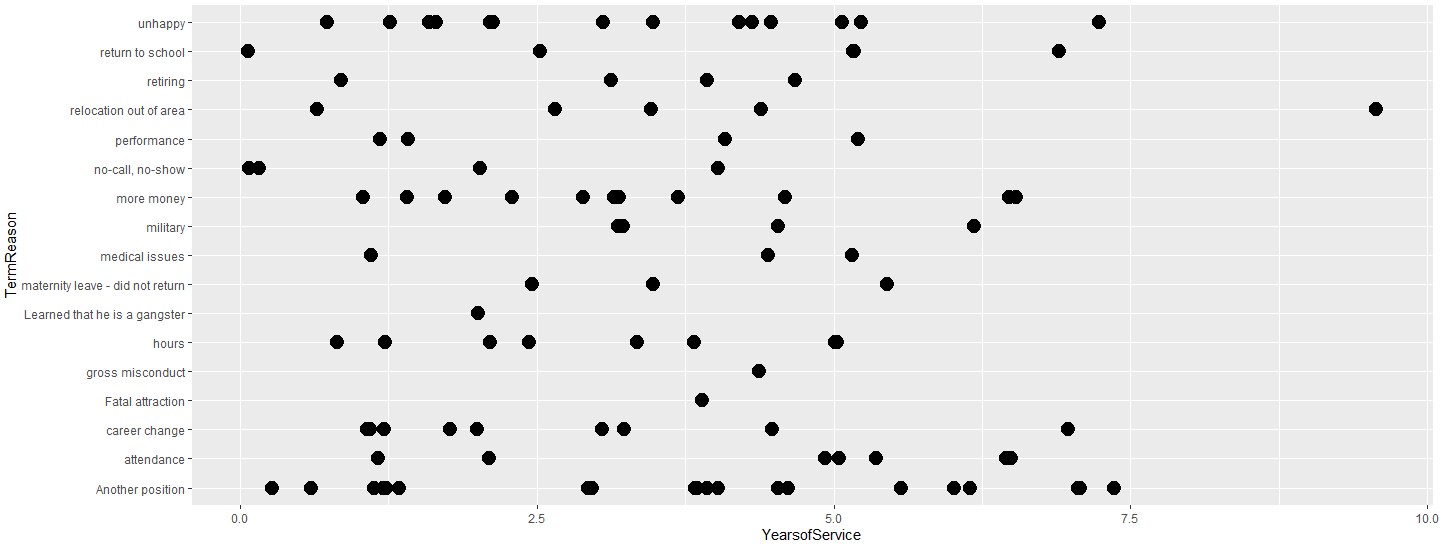 unhappy
return to school
retiring
relocation out of area
performance
no-call, no-show
more money
military
medical issues
maternity leave - did not return
Learned that he is a gangster
hours
gross misconduct
Fatal attraction
career change
attendance
Another position
TermReason
0.0 2.5 5.0 7.5 10.0
YearsofService